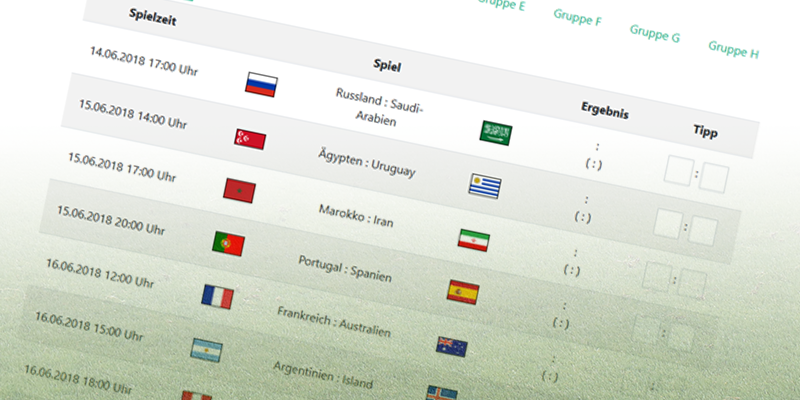 Gruppe E Gruppe F Gruppe G Gruppe H
Spielzeit Spiel Ergebnis Tipp
14.06.2018 17:00 Uhr Russland : Saudi-
Arabien : (:) :
15.06.2018 14:00 Uhr Ägypten : Uruguay : (:) :
15.06.2018 17:00 Uhr Marokko : Iran : (:) :
15.06.2018 20:00 Uhr Portugal : Spanien : (:) :
16.06.2018 12:00 Uhr Frankreich : Australien : (:) :
16.06.2018 15:00 Uhr Argentinien : Island
16.06.2018 18:00 Uhr